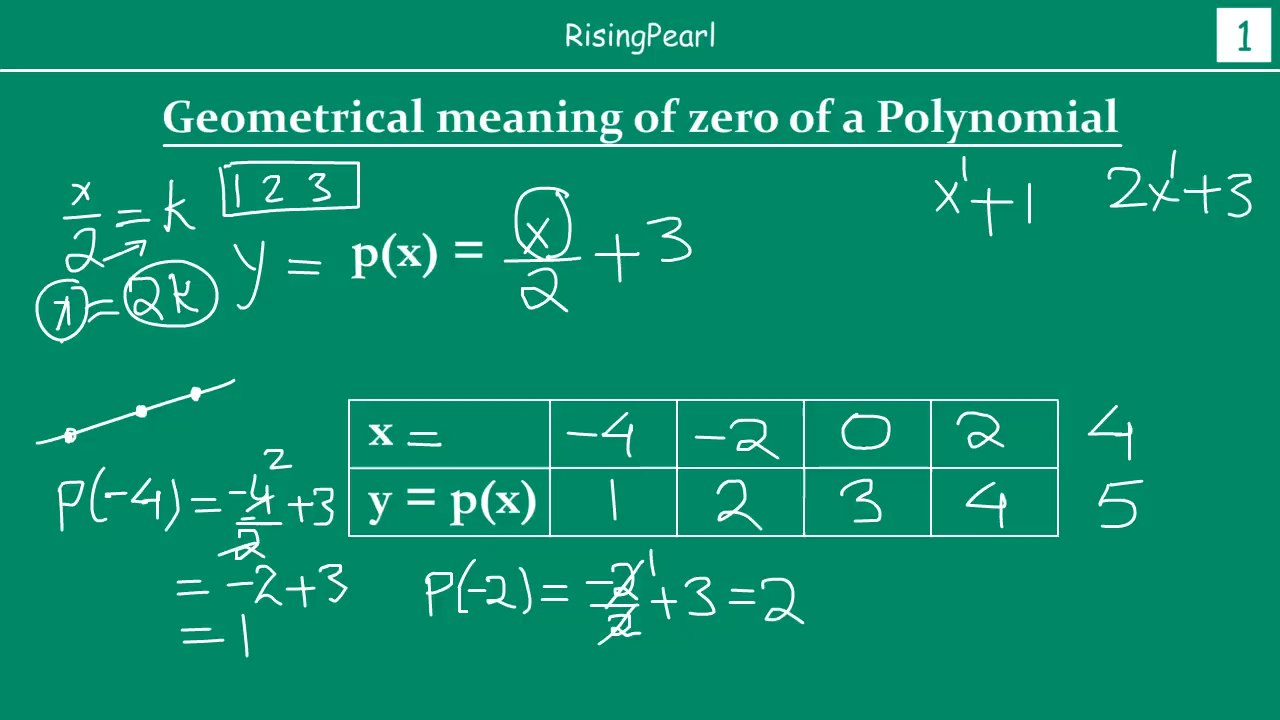 RisingPearl
1
Geometrical meaning of zero of a Polynomial
x/2 = k
1 2 3
x = 2k
y = p(x) = x/2 + 3
x¹ + 1
2x¹ + 3
x = -4 -2 0 2 4
y = p(x) 1 2 3 4 5
P(-4) = -4²/2 + 3
= -2 + 3
= 1
P(-2) = -2¹/2 + 3 = 2